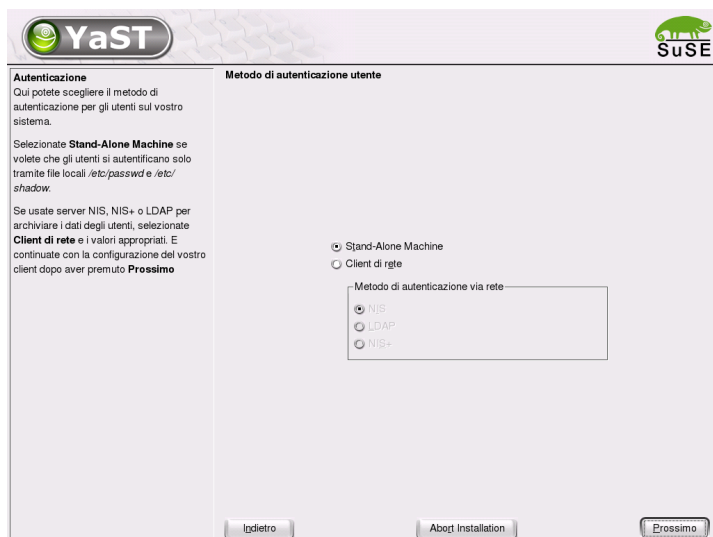 YaST
SuSE
Autenticazione
Qui potete scegliere il metodo di
autenticazione per gli utenti sul vostro
sistema.
Selezionate Stand-Alone Machine se
volete che gli utenti si autentificano solo
tramite file locali /etc/passwd e /etc/
shadow.
Se usate server NIS, NIS+ o LDAP per
archiviare i dati degli utenti, selezionate
Client di rete e i valori appropriati. E
continuate con la configurazione del vostro
client dopo aver premuto Prossimo
Metodo di autenticazione utente
Stand-Alone Machine
Client di rete
Metodo di autenticazione via rete
NIS
LDAP
NIS+
Indietro
Abort Installation
Prossimo